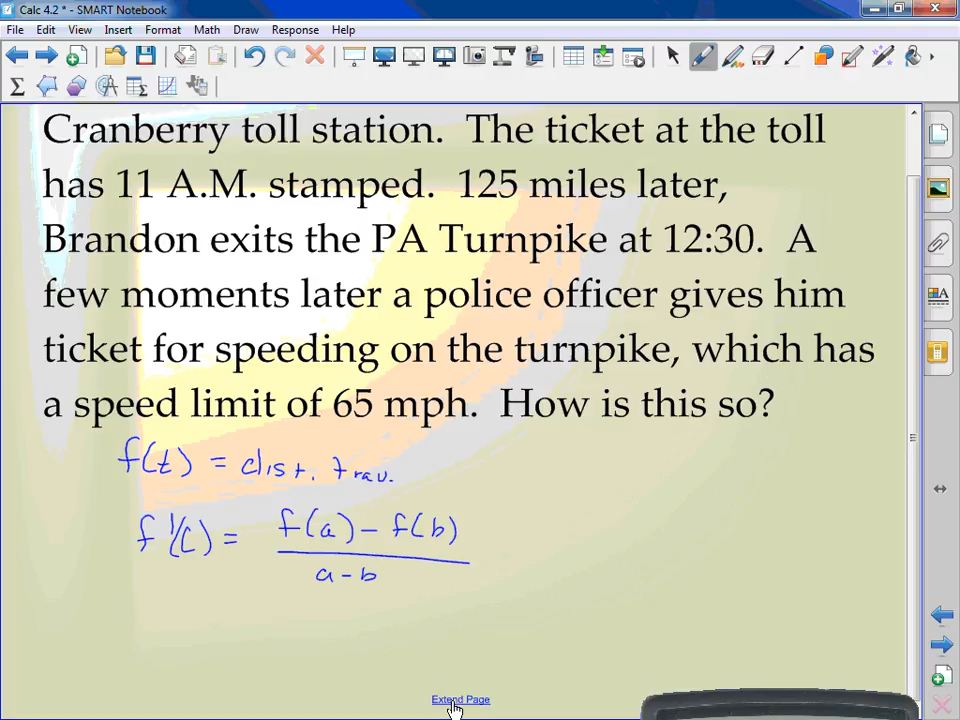 Calc 4.2 * - SMART Notebook
File Edit View Insert Format Math Draw Response Help
Cranberry toll station. The ticket at the toll
has 11 A.M. stamped. 125 miles later,
Brandon exits the PA Turnpike at 12:30. A
few moments later a police officer gives him
ticket for speeding on the turnpike, which has
a speed limit of 65 mph. How is this so?
f(t) = dist. trav.
f'(c) = f(a) - f(b)
a - b
Extend Page